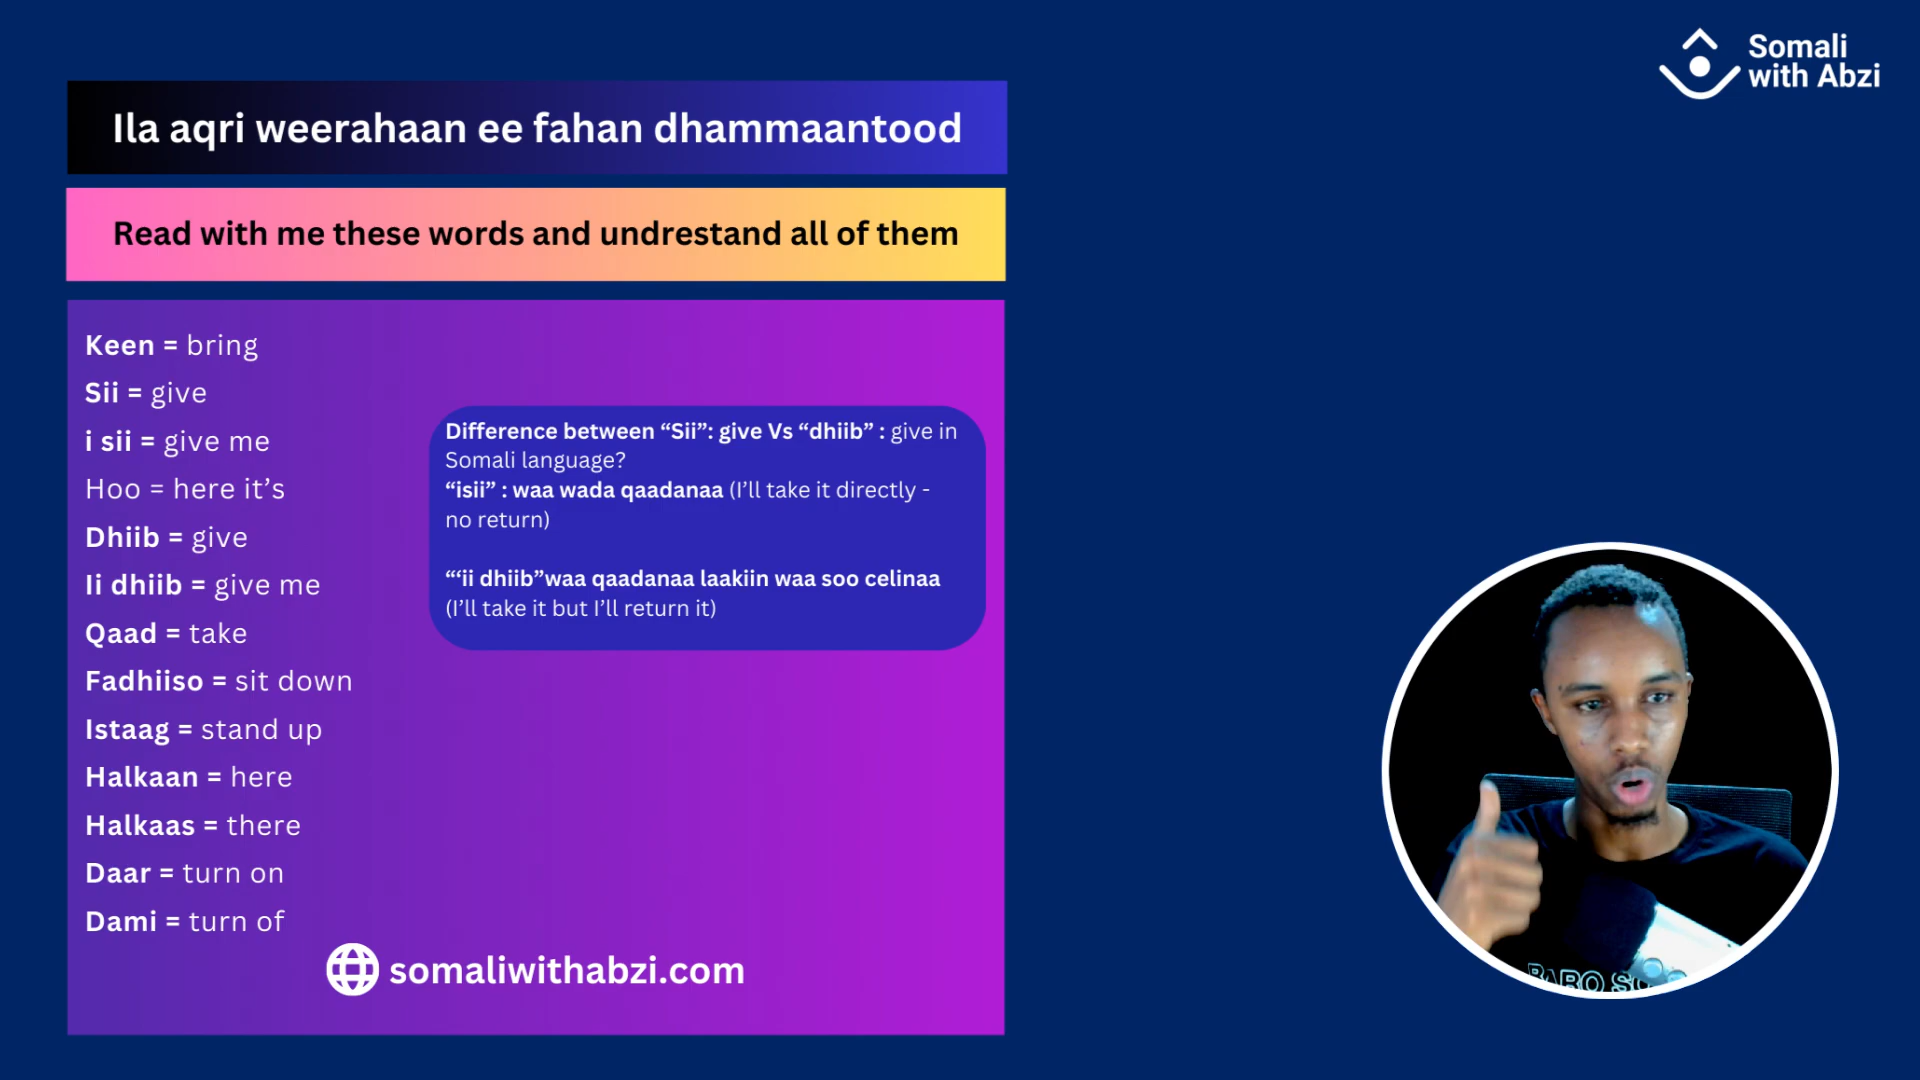 Somali
with Abzi
Ila aqri weerahaan ee fahan dhammaantood
Read with me these words and undrestand all of them
Keen = bring
Sii = give
i sii = give me
Hoo = here it’s
Dhiib = give
Ii dhiib = give me
Qaad = take
Fadhiiso = sit down
Istaag = stand up
Halkaan = here
Halkaas = there
Daar = turn on
Dami = turn of
Difference between “Sii”: give Vs “dhiib” : give in
Somali language?
“isii” : waa wada qaadanaa (I’ll take it directly -
no return)
“‘ii dhiib”waa qaadanaa laakiin waa soo celinaa
(I’ll take it but I’ll return it)
somaliwithabzi.com
BARO